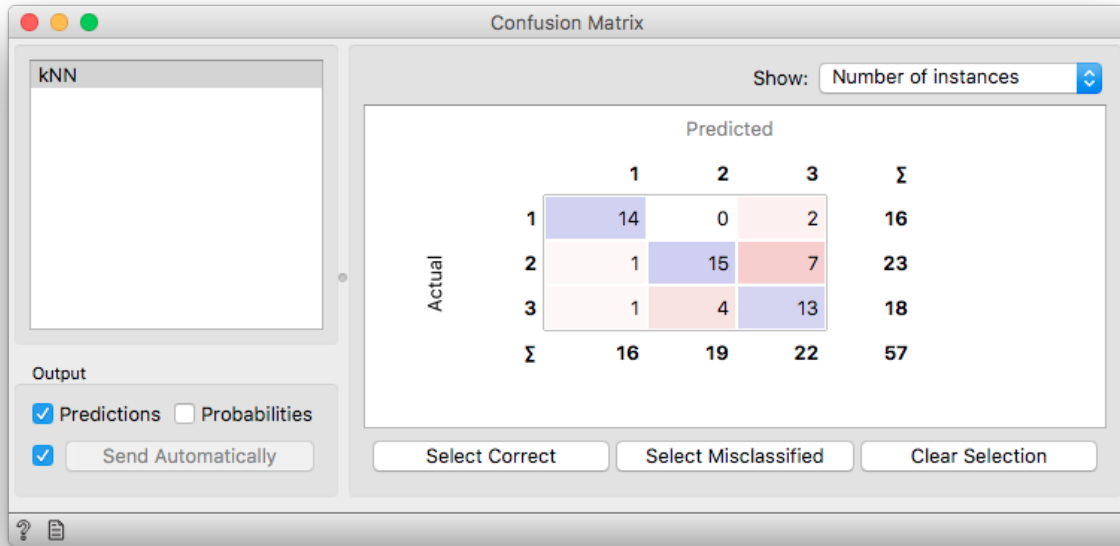 Confusion Matrix
kNN
Show: Number of instances
Predicted
1 2 3 Σ
1 14 0 2 16
Actual
2 1 15 7 23
3 1 4 13 18
Σ 16 19 22 57
Output
Predictions Probabilities
Send Automatically
Select Correct Select Misclassified Clear Selection
?